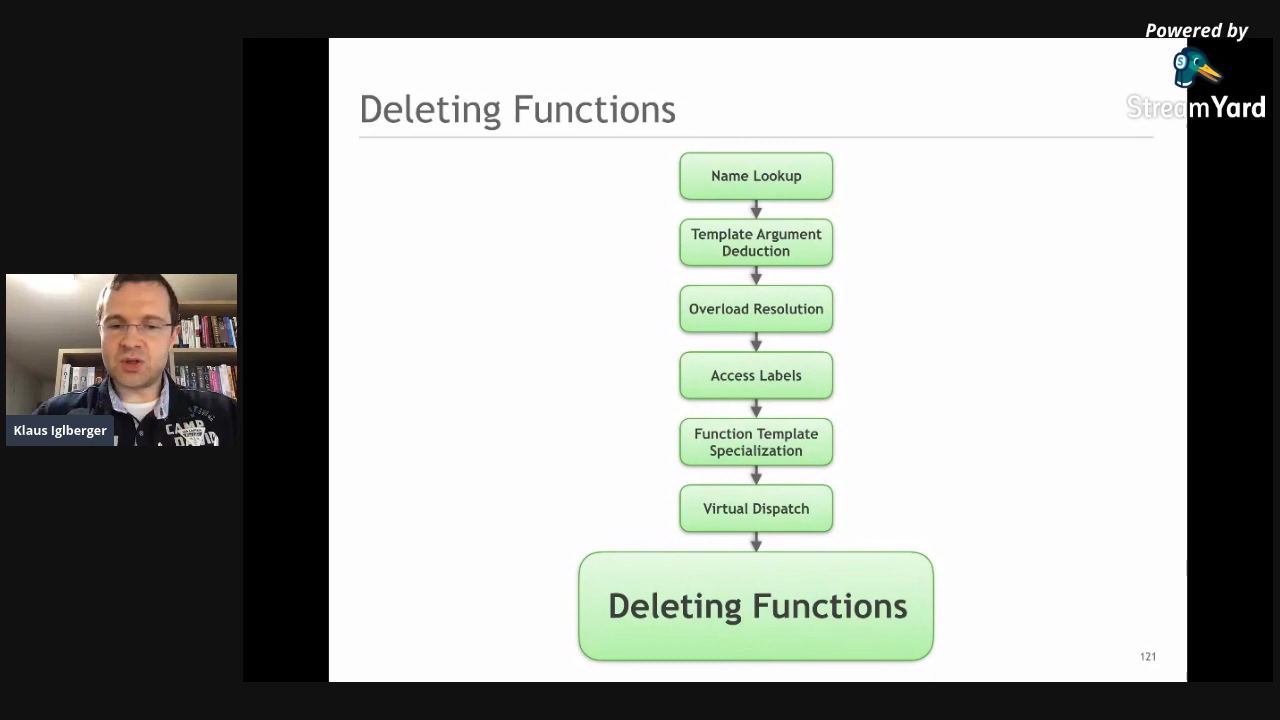 Powered by
StreamYard
Deleting Functions
Name Lookup
Template Argument
Deduction
Overload Resolution
Access Labels
Function Template
Specialization
Virtual Dispatch
Deleting Functions
121
Klaus Iglberger
CAMP